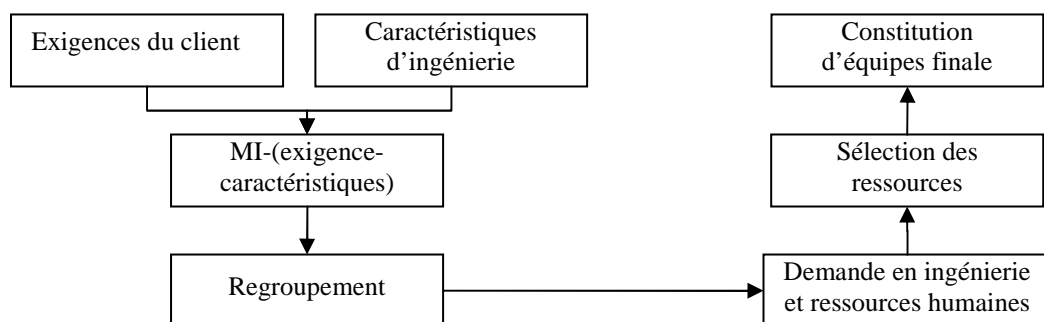 Exigences du client
Caractéristiques
d’ingénierie
MI-(exigence-
caractéristiques)
Regroupement
Demande en ingénierie
et ressources humaines
Sélection des
ressources
Constitution
d’équipes finale